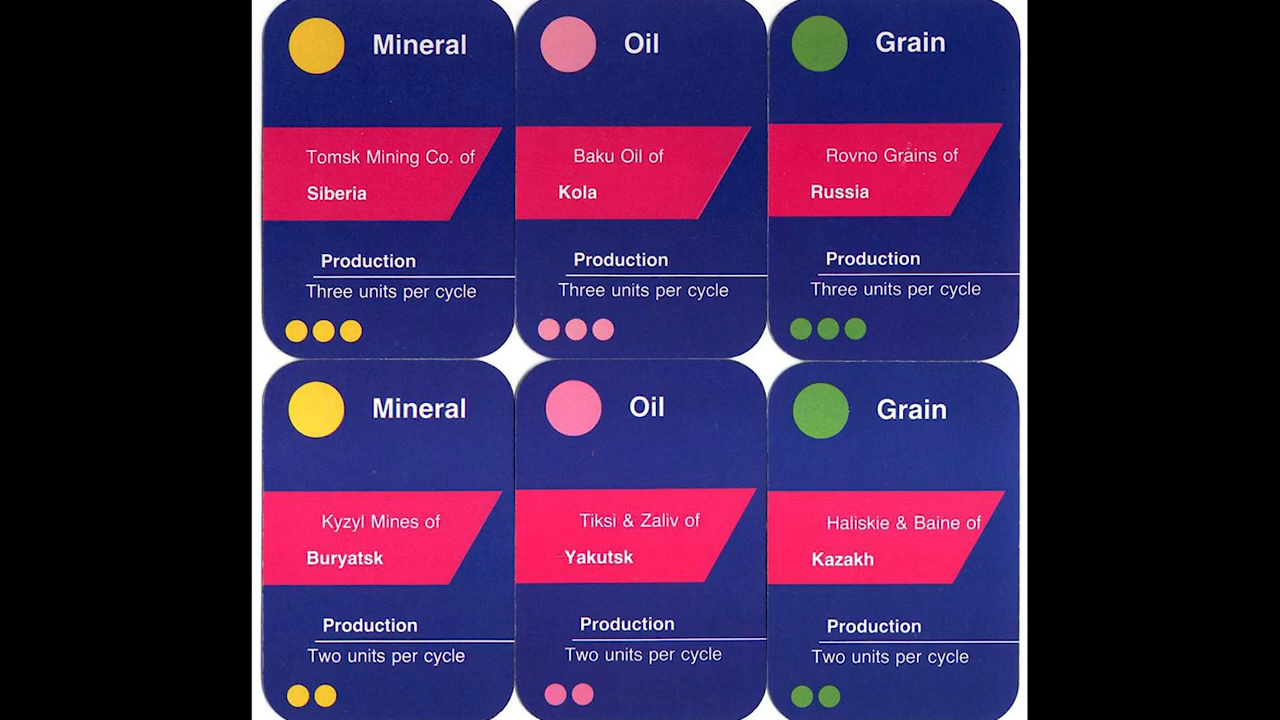 Mineral
Tomsk Mining Co. of
Siberia
Production
Three units per cycle
Oil
Baku Oil of
Kola
Production
Three units per cycle
Grain
Rovno Grains of
Russia
Production
Three units per cycle
Mineral
Kyzyl Mines of
Buryatsk
Production
Two units per cycle
Oil
Tiksi & Zaliv of
Yakutsk
Production
Two units per cycle
Grain
Haliskie & Baine of
Kazakh
Production
Two units per cycle